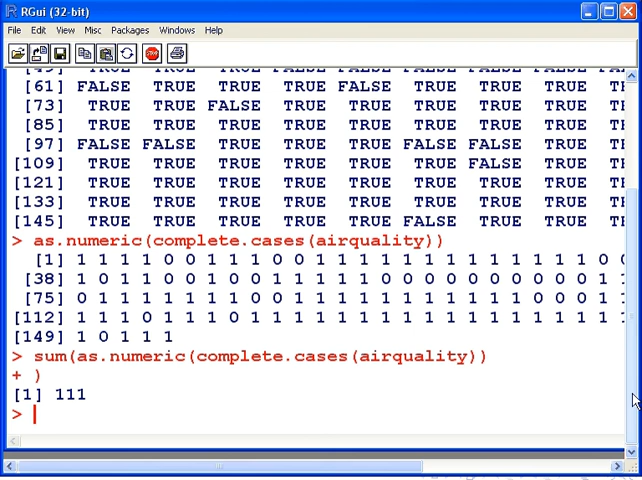 RGui (32-bit)
File Edit View Misc Packages Windows Help
[61] FALSE TRUE TRUE TRUE FALSE TRUE TRUE TRUE
[73] TRUE TRUE FALSE TRUE TRUE TRUE TRUE TRUE
[85] TRUE TRUE TRUE TRUE TRUE TRUE TRUE TRUE
[97] FALSE FALSE TRUE TRUE TRUE FALSE FALSE TRUE
[109] TRUE TRUE TRUE TRUE TRUE TRUE FALSE TRUE
[121] TRUE TRUE TRUE TRUE TRUE TRUE TRUE TRUE
[133] TRUE TRUE TRUE TRUE TRUE TRUE TRUE TRUE
[145] TRUE TRUE TRUE TRUE TRUE FALSE TRUE TRUE
> as.numeric(complete.cases(airquality))
[1] 1 1 1 1 0 0 1 1 1 0 0 1 1 1 1 1 1 1 1 1 1 1 1 1 0 0
[38] 1 0 1 1 0 0 1 0 0 1 1 1 1 1 0 0 0 0 0 0 0 0 0 1 1
[75] 0 1 1 1 1 1 1 1 0 0 1 1 1 1 1 1 1 1 1 1 0 0 0 1 1
[112] 1 1 1 0 1 1 1 0 1 1 1 1 1 1 1 1 1 1 1 1 1 1 1 1 1
[149] 1 0 1 1 1
> sum(as.numeric(complete.cases(airquality))
+ )
[1] 111
>